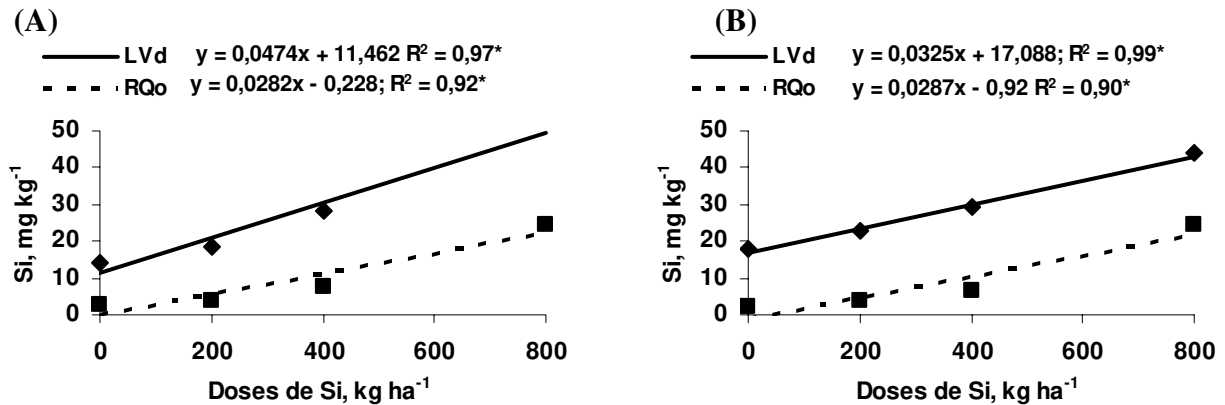 (A)
LVd y = 0,0474x + 11,462 R² = 0,97*
RQo y = 0,0282x - 0,228; R² = 0,92*
50
40
30
20
10
0
Si, mg kg⁻¹
0 200 400 600 800
Doses de Si, kg ha⁻¹
(B)
LVd y = 0,0325x + 17,088; R² = 0,99*
RQo y = 0,0287x - 0,92 R² = 0,90*
50
40
30
20
10
0
Si, mg kg⁻¹
0 200 400 600 800
Doses de Si, kg ha⁻¹